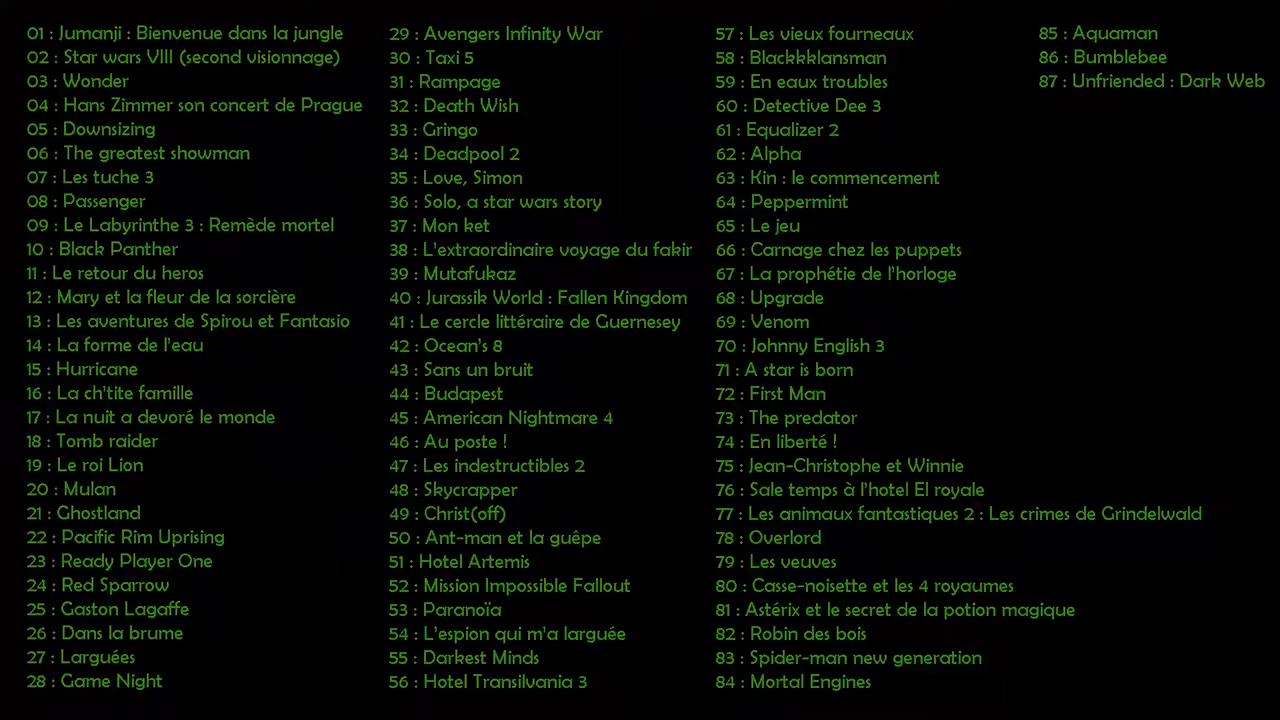 01 : Jumanji : Bienvenue dans la jungle
02 : Star wars VIII (second visionnage)
03 : Wonder
04 : Hans Zimmer son concert de Prague
05 : Downsizing
06 : The greatest showman
07 : Les tuche 3
08 : Passenger
09 : Le Labyrinthe 3 : Remède mortel
10 : Black Panther
11 : Le retour du heros
12 : Mary et la fleur de la sorcière
13 : Les aventures de Spirou et Fantasio
14 : La forme de l'eau
15 : Hurricane
16 : La ch'tite famille
17 : La nuit a devoré le monde
18 : Tomb raider
19 : Le roi Lion
20 : Mulan
21 : Ghostland
22 : Pacific Rim Uprising
23 : Ready Player One
24 : Red Sparrow
25 : Gaston Lagaffe
26 : Dans la brume
27 : Larguées
28 : Game Night
29 : Avengers Infinity War
30 : Taxi 5
31 : Rampage
32 : Death Wish
33 : Gringo
34 : Deadpool 2
35 : Love, Simon
36 : Solo, a star wars story
37 : Mon ket
38 : L'extraordinaire voyage du fakir
39 : Mutafukaz
40 : Jurassik World : Fallen Kingdom
41 : Le cercle littéraire de Guernesey
42 : Ocean's 8
43 : Sans un bruit
44 : Budapest
45 : American Nightmare 4
46 : Au poste !
47 : Les indestructibles 2
48 : Skycrapper
49 : Christ(off)
50 : Ant-man et la guêpe
51 : Hotel Artemis
52 : Mission Impossible Fallout
53 : Paranoïa
54 : L'espion qui m'a larguée
55 : Darkest Minds
56 : Hotel Transilvania 3
57 : Les vieux fourneaux
58 : Blackkklansman
59 : En eaux troubles
60 : Detective Dee 3
61 : Equalizer 2
62 : Alpha
63 : Kin : le commencement
64 : Peppermint
65 : Le jeu
66 : Carnage chez les puppets
67 : La prophétie de l'horloge
68 : Upgrade
69 : Venom
70 : Johnny English 3
71 : A star is born
72 : First Man
73 : The predator
74 : En liberté !
75 : Jean-Christophe et Winnie
76 : Sale temps à l'hotel El royale
77 : Les animaux fantastiques 2 : Les crimes de Grindelwald
78 : Overlord
79 : Les veuves
80 : Casse-noisette et les 4 royaumes
81 : Astérix et le secret de la potion magique
82 : Robin des bois
83 : Spider-man new generation
84 : Mortal Engines
85 : Aquaman
86 : Bumblebee
87 : Unfriended : Dark Web